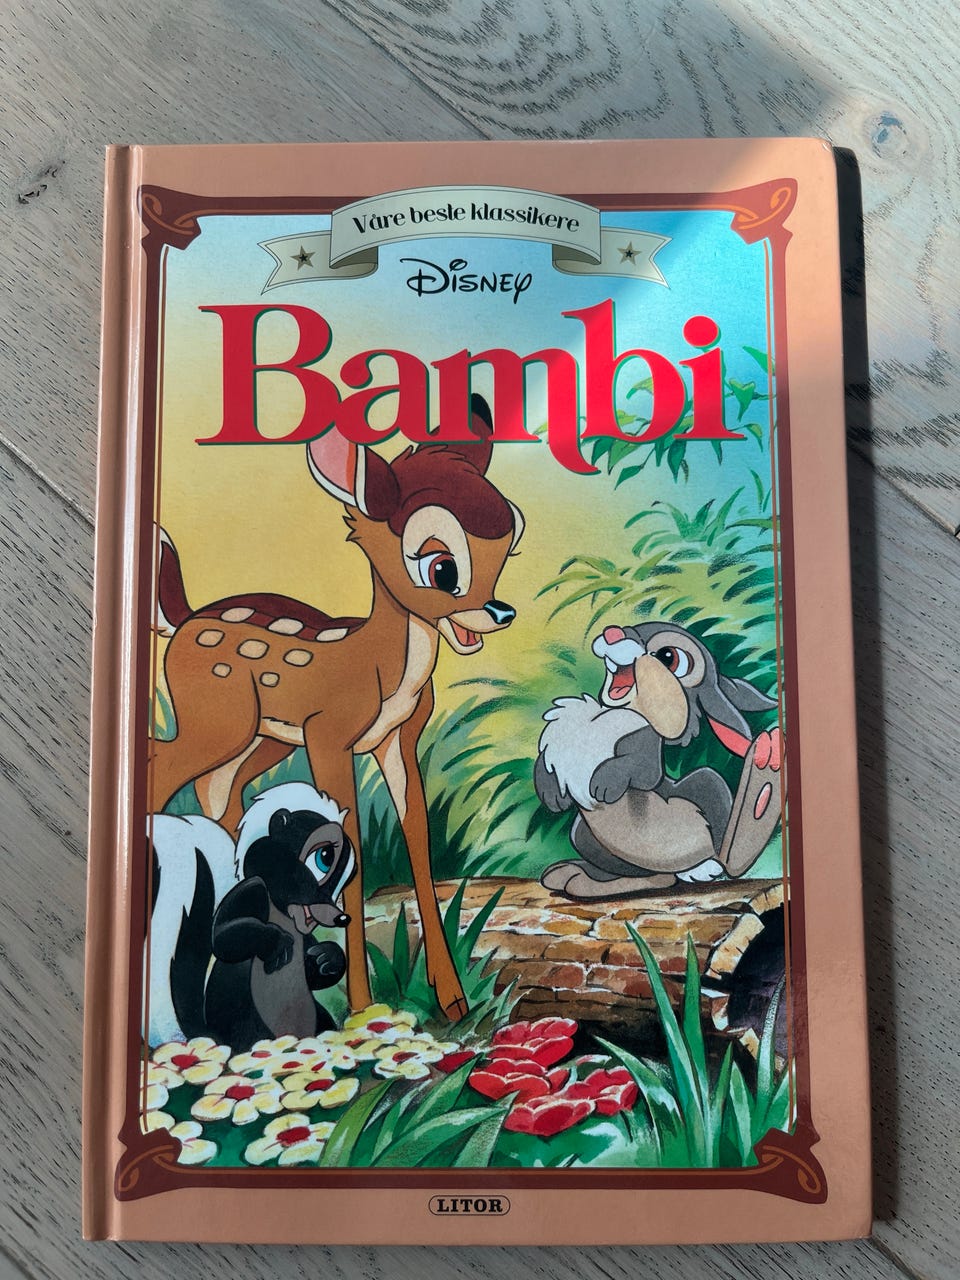 Våre beste klassikere
Disney
Bambi
LITOR